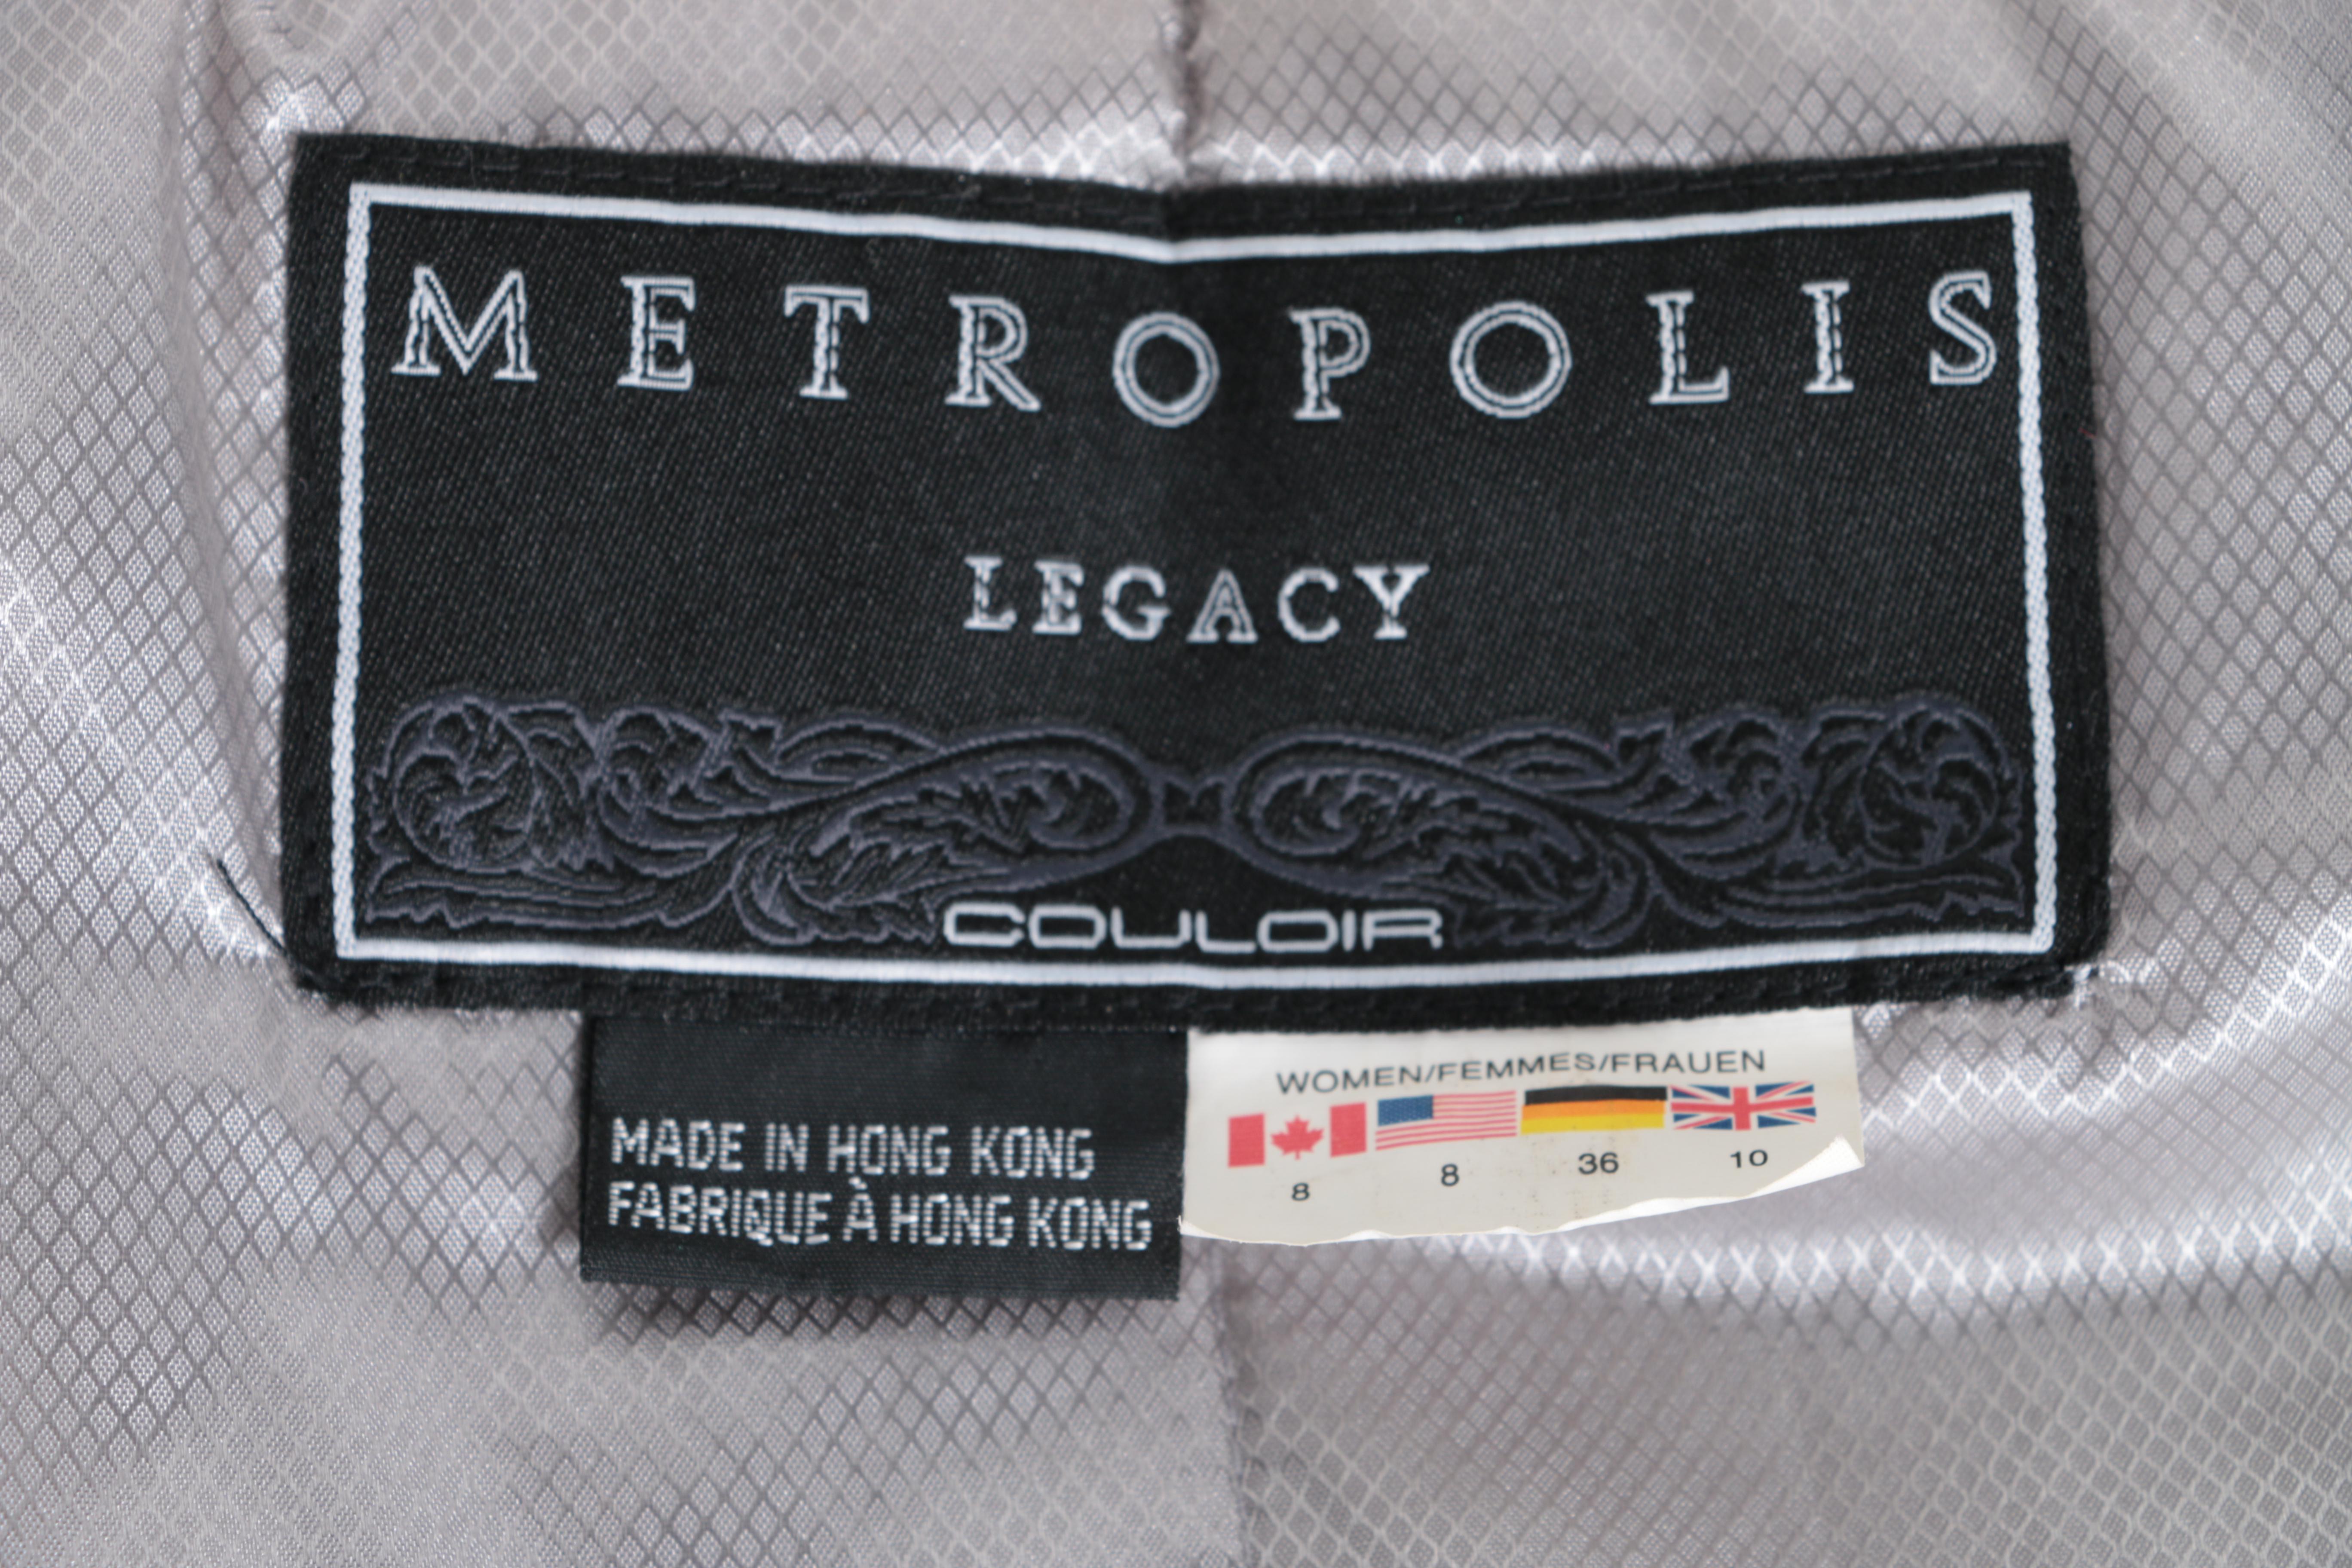 METROPOLIS
LEGACY
COULOIR
MADE IN HONG KONG
FABRIQUE À HONG KONG
WOMEN/FEMMES/FRAUEN
8 8 36 10